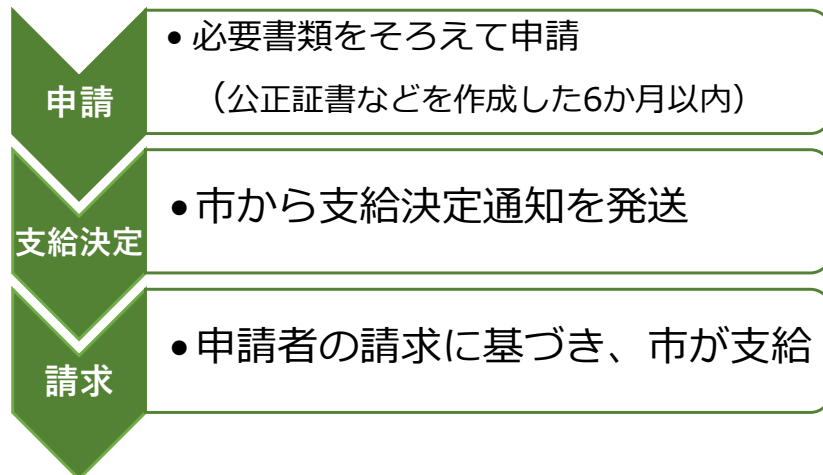 申請
• 必要書類をそろえて申請
（公正証書などを作成した6か月以内）
支給決定
• 市から支給決定通知を発送
請求
• 申請者の請求に基づき、市が支給